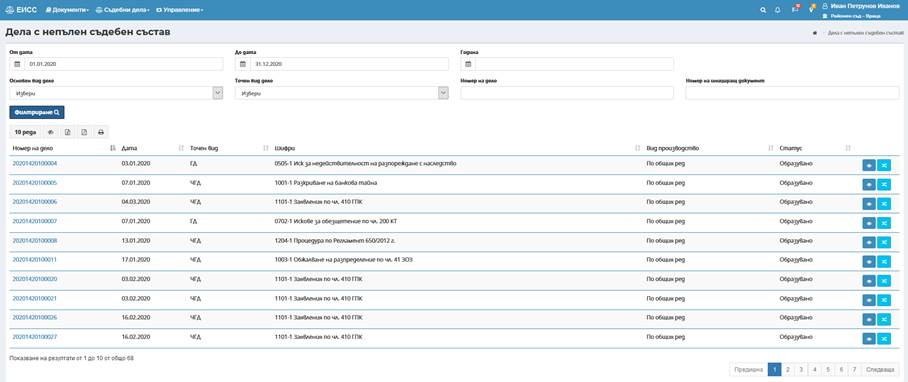 ЕИСС Документи Съдебни дела Управление Иван Петрунов Иванов
Районен съд - Враца
Дела с непълен съдебен състав
Дела с непълен съдебен състав
От дата До дата Година
01.01.2020 31.12.2020
Основен вид дело Точен вид дело Номер на дело Номер на иницииращ документ
Избери Избери
Филтриране
10 реда
Номер на дело Дата Точен вид Шифри Вид производство Статус
20201420100004 03.01.2020 ГД 0505-1 Иск за недействителност на разпореждане с наследство По общия ред Образувано
20201420100005 07.01.2020 ЧГД 1001-1 Разкриване на банкова тайна По общия ред Образувано
20201420100006 04.03.2020 ЧГД 1101-1 Заявления по чл. 410 ГПК По общия ред Образувано
20201420100007 07.01.2020 ГД 0702-1 Искове за обезщетение по чл. 200 КТ По общия ред Образувано
20201420100008 13.01.2020 ЧГД 1204-1 Процедура по Регламент 650/2012 г. По общия ред Образувано
20201420100011 17.01.2020 ЧГД 1003-1 Обжалване на разпределение по чл. 41 ЗОЗ По общия ред Образувано
20201420100020 03.02.2020 ЧГД 1101-1 Заявления по чл. 410 ГПК По общия ред Образувано
20201420100021 03.02.2020 ЧГД 1101-1 Заявления по чл. 410 ГПК По общия ред Образувано
20201420100026 16.02.2020 ЧГД 1101-1 Заявления по чл. 410 ГПК По общия ред Образувано
20201420100027 16.02.2020 ЧГД 1101-1 Заявления по чл. 410 ГПК По общия ред Образувано
Показване на резултати от 1 до 10 от общо 68
Предишна 1 2 3 4 5 6 7 Следваща